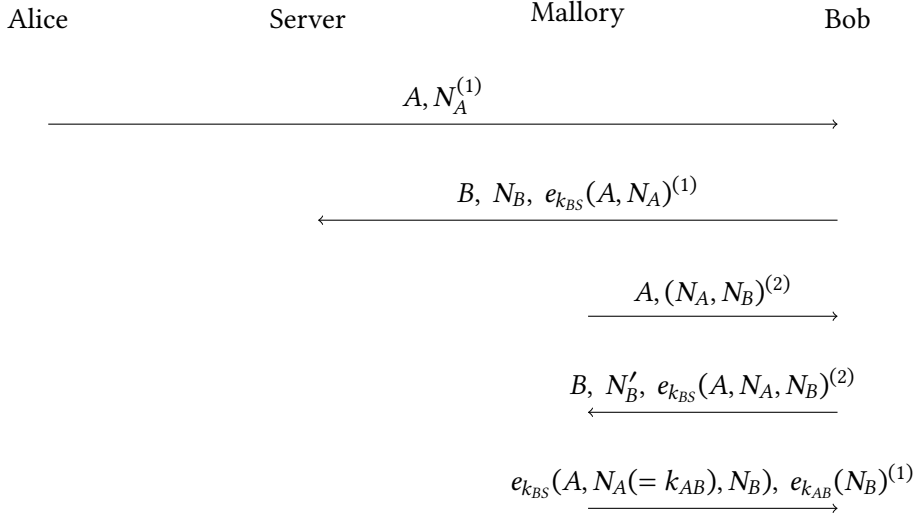 Alice Server Mallory Bob
A, N_A^{(1)}
B, N_B, e_{k_{BS}}(A, N_A)^{(1)}
A, (N_A, N_B)^{(2)}
B, N'_B, e_{k_{BS}}(A, N_A, N_B)^{(2)}
e_{k_{BS}}(A, N_A(= k_{AB}), N_B), e_{k_{AB}}(N_B)^{(1)}